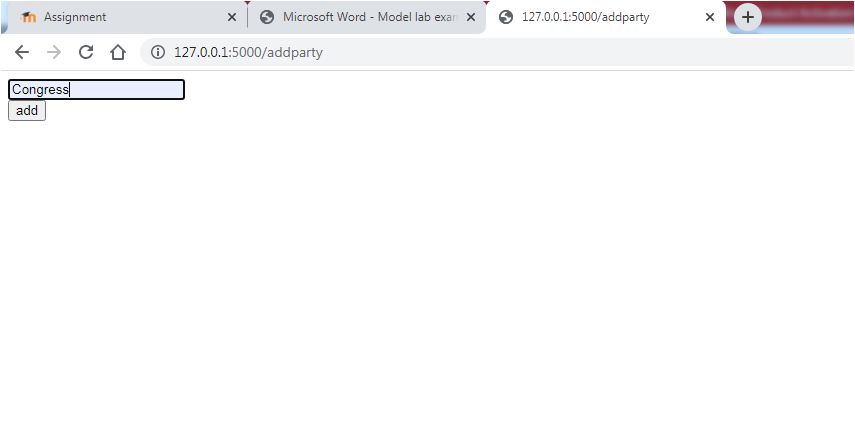 Assignment
Microsoft Word - Model lab exan
127.0.0.1:5000/addparty
127.0.0.1:5000/addparty
Congress
add